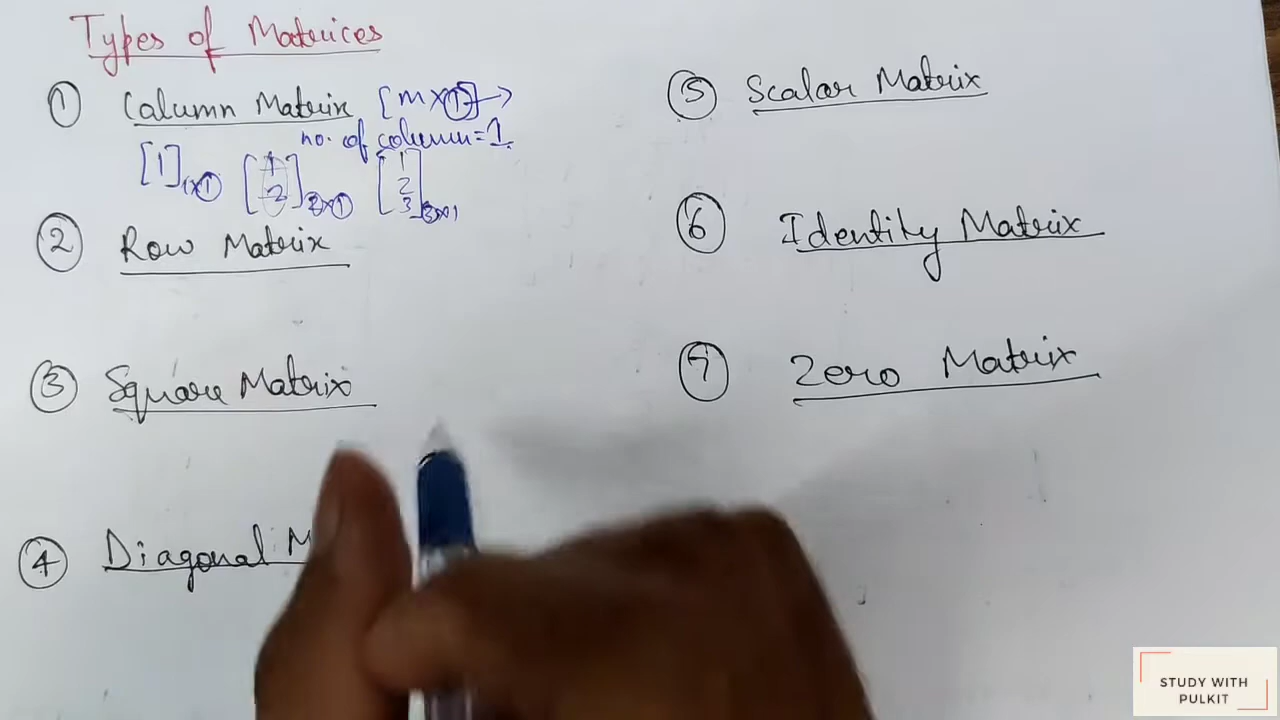 Types of Matrices
① Column Matrix [m×1] →
no. of column=1.
[1]1×1 [1 2]2×1 [1 2 3]3×1
② Row Matrix
③ Square Matrix
④ Diagonal M
⑤ Scalar Matrix
⑥ Identity Matrix
⑦ Zero Matrix
STUDY WITH
PULKIT